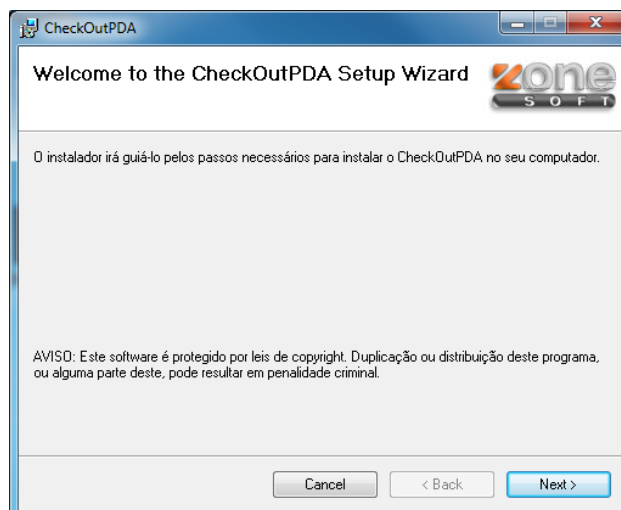 CheckOutPDA
Welcome to the CheckOutPDA Setup Wizard
zone
SOFT
O instalador irá guiá-lo pelos passos necessários para instalar o CheckOutPDA no seu computador.
AVISO: Este software é protegido por leis de copyright. Duplicação ou distribuição deste programa,
ou alguma parte deste, pode resultar em penalidade criminal.
Cancel
< Back
Next >